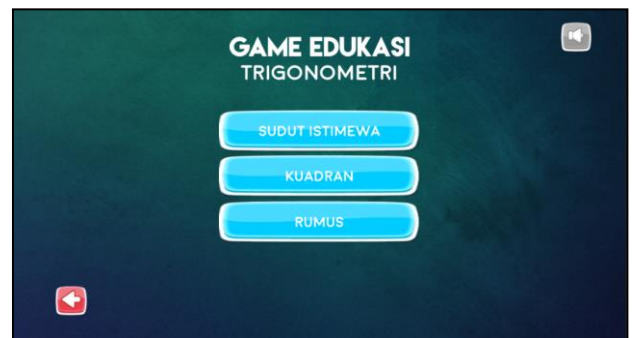 GAME EDUKASI
TRIGONOMETRI
SUDUT ISTIMEWA
KUADRAN
RUMUS